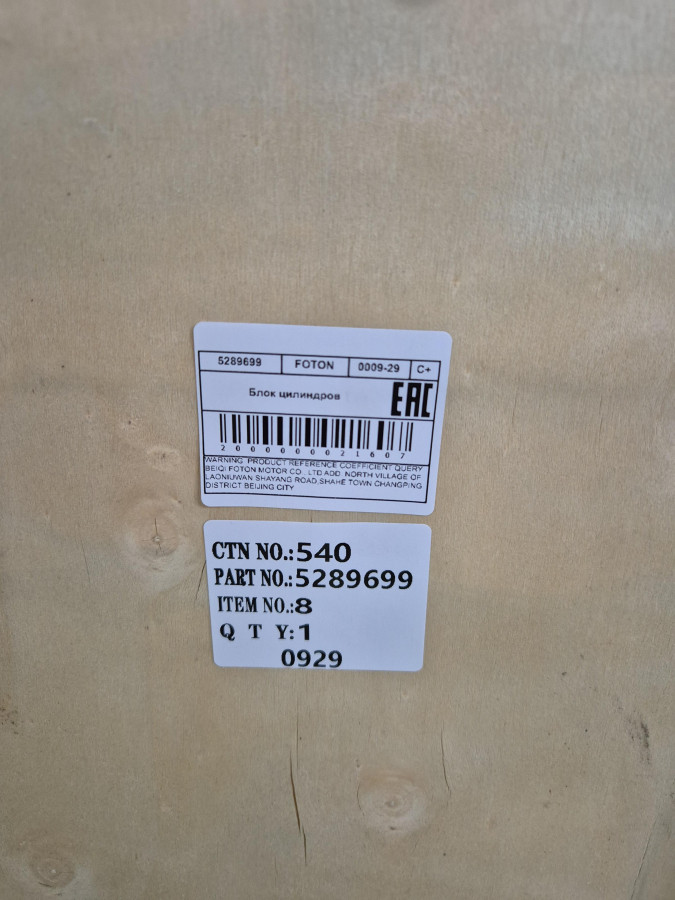 5289699 FOTON 0009-29 C+
Блок цилиндров EAC
2000000021607
WARNING PRODUCT REFERENCE COEFFICIENT QUERY
BEIQI FOTON MOTOR CO., LTD ADD. NORTH VILLAGE OF
LAONIUWAN SHAYANG ROAD,SHAHE TOWN CHANGPING
DISTRICT BEIJING CITY
CTN NO.:540
PART NO.:5289699
ITEM NO.:8
Q T Y:1
0929